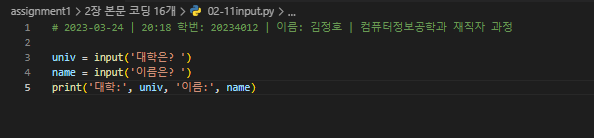 assignment1 > 2장 본문 코딩 16개 > 02-11input.py > ...
1 # 2023-03-24 | 20:18 학번: 20234012 | 이름: 김정호 | 컴퓨터정보공학과 재직자 과정
2
3 univ = input('대학은? ')
4 name = input('이름은? ')
5 print('대학:', univ, '이름:', name)